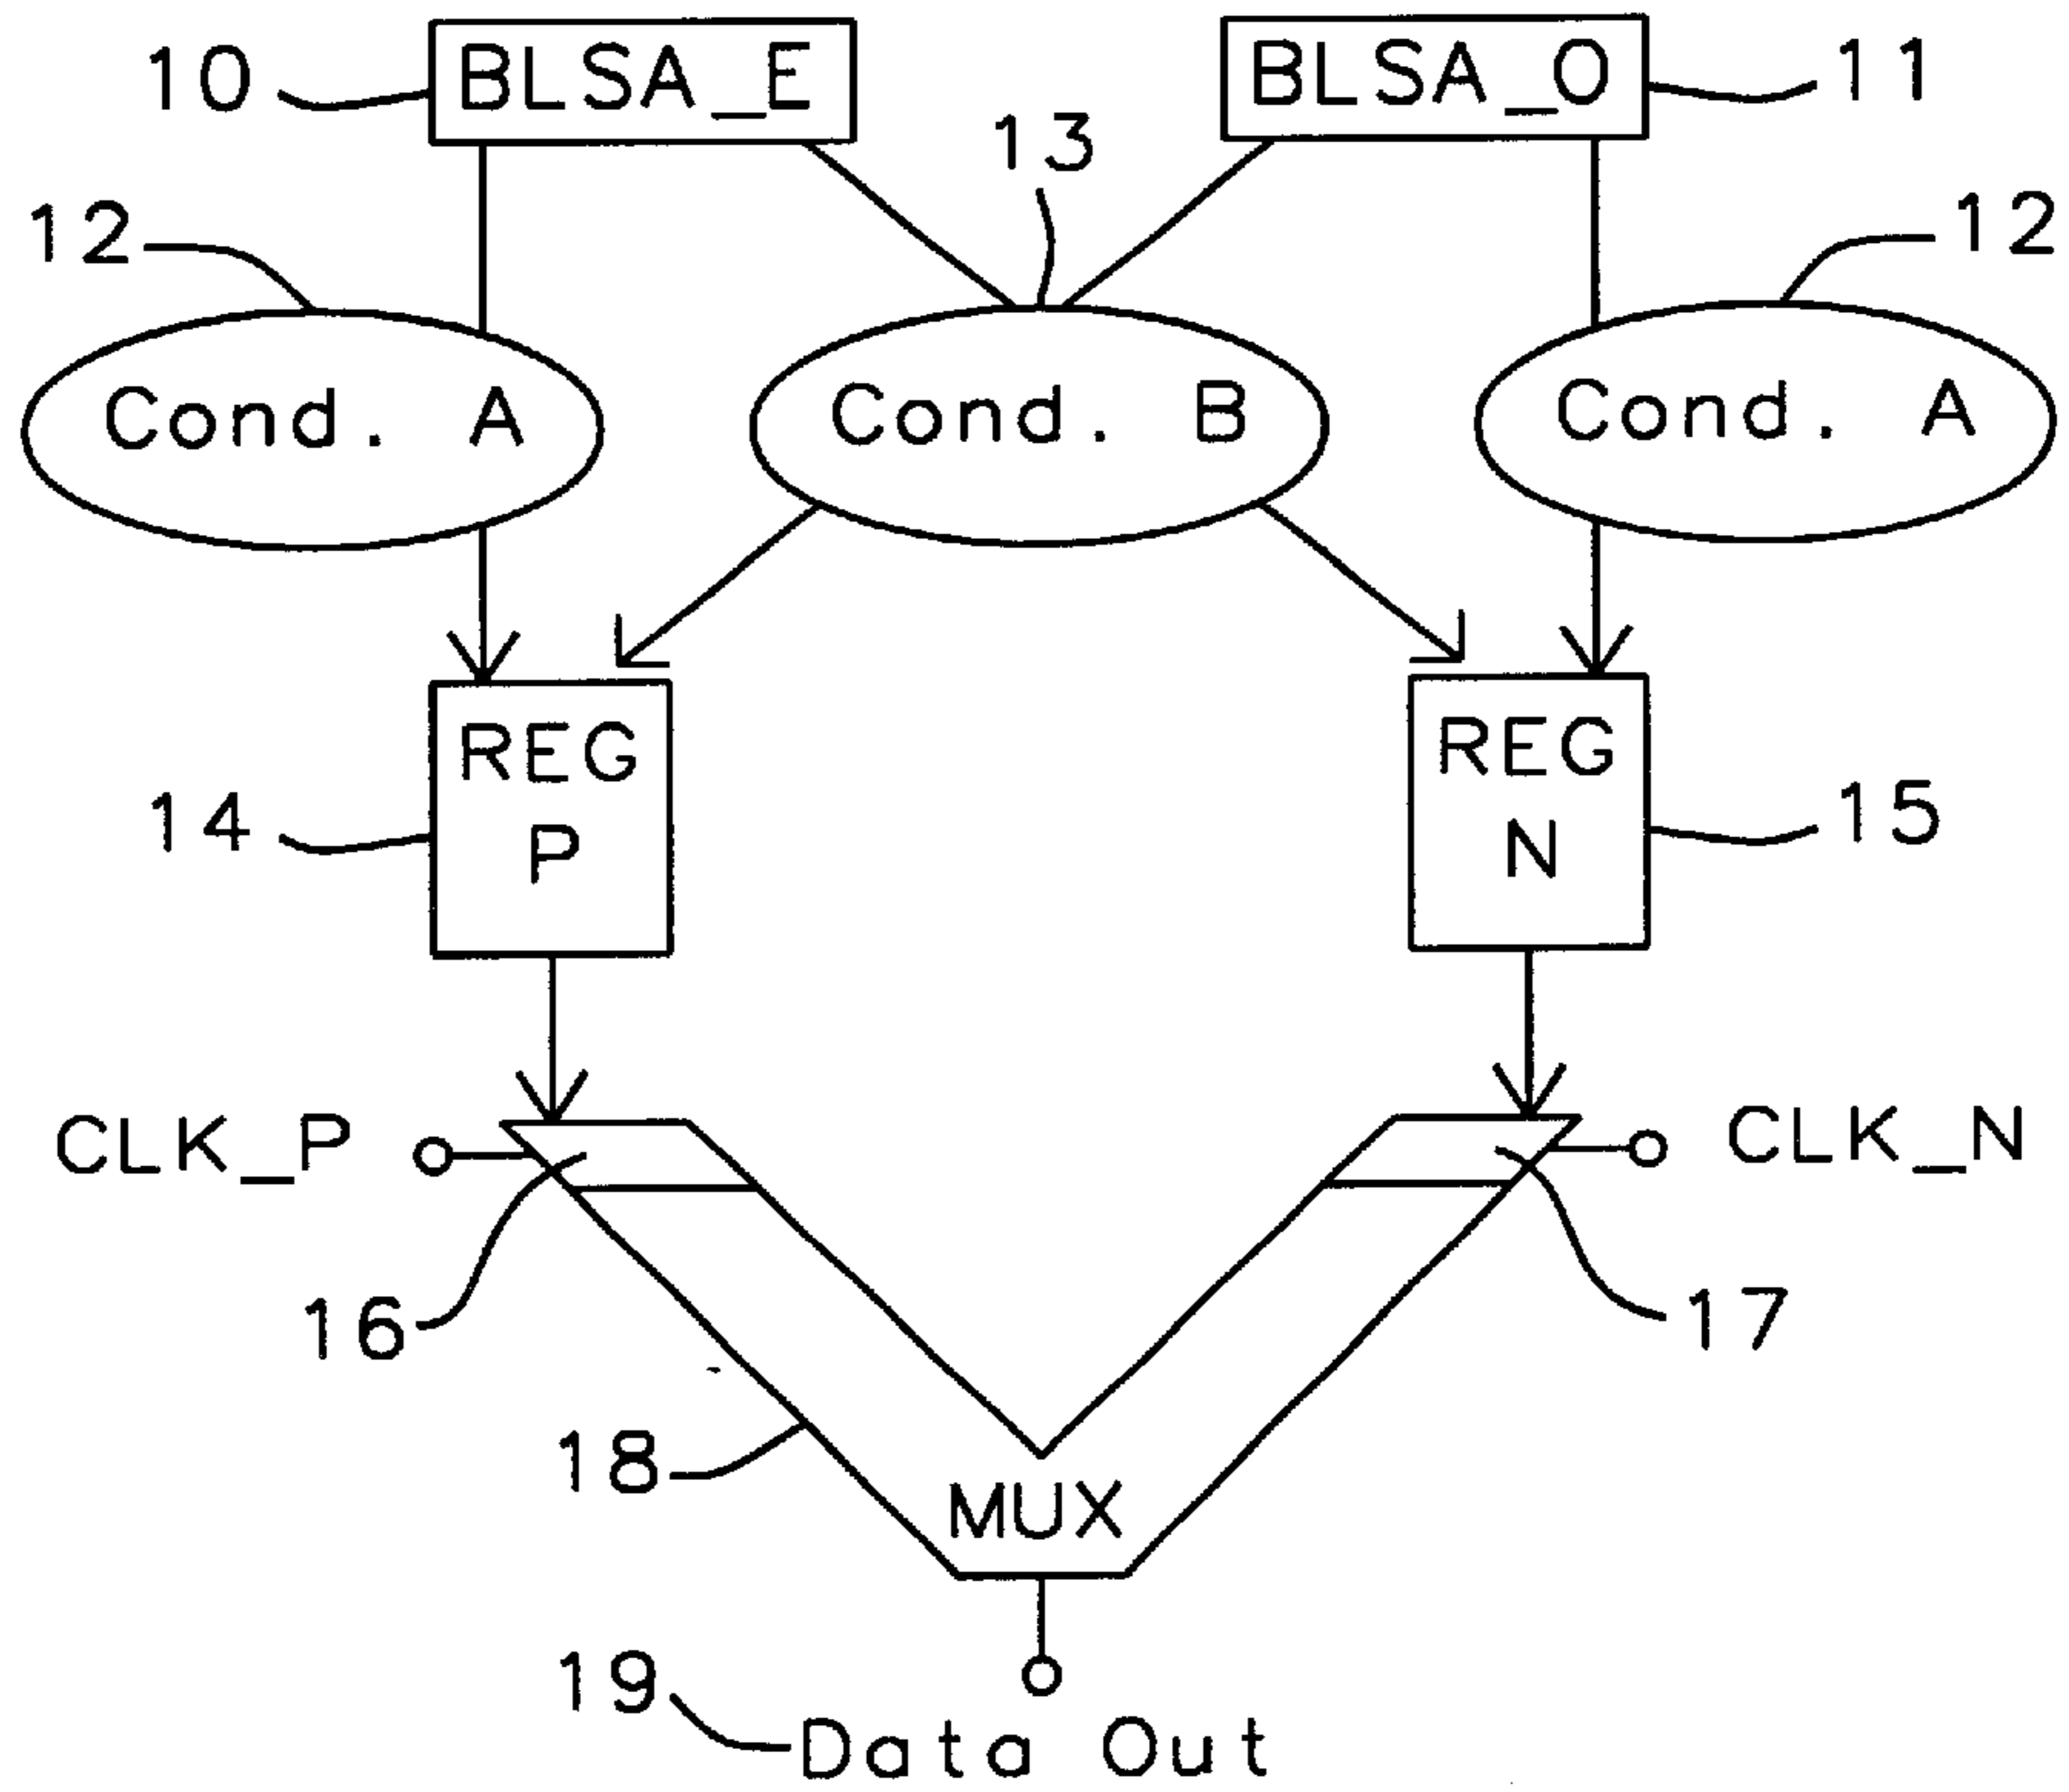 10 BLSA_E BLSA_O 11
13
12 12
Cond. A Cond. B Cond. A
REG REG
14 P N 15
CLK_P CLK_N
16 17
18
MUX
19
Data Out